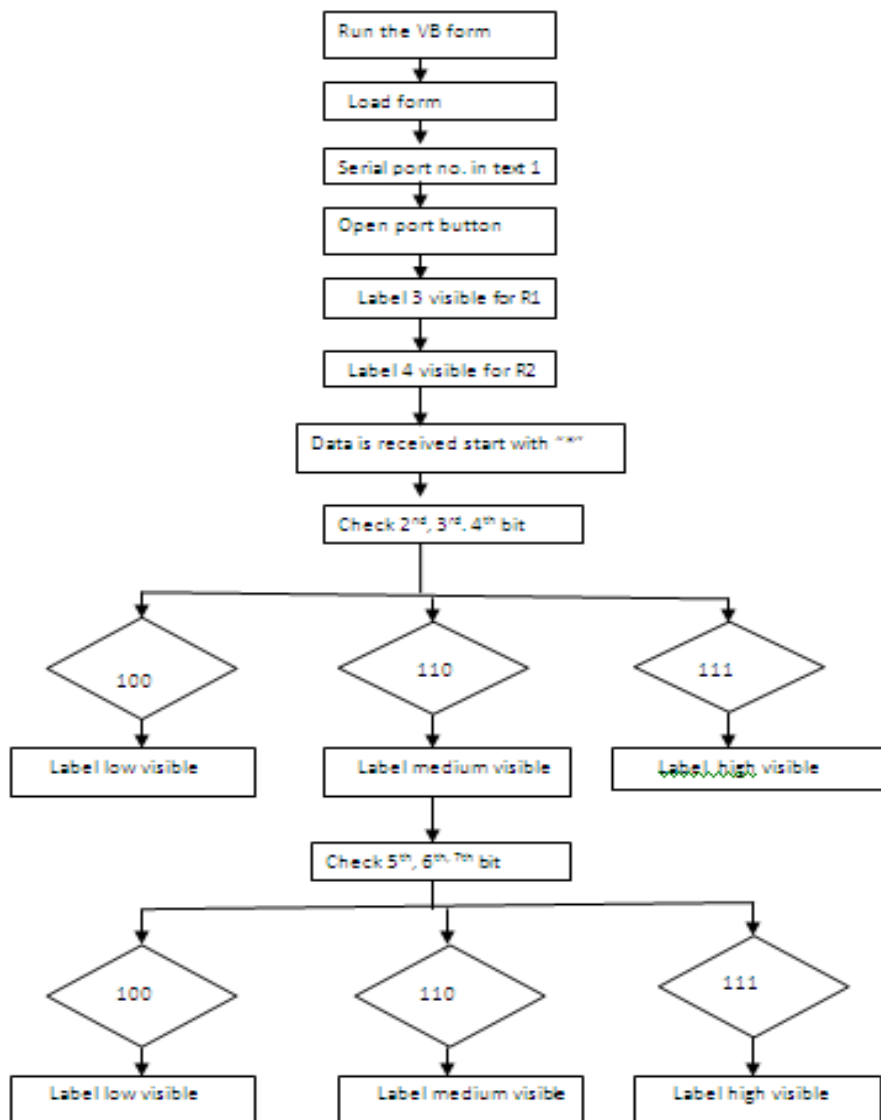 Run the VB form
Load form
Serial port no. in text 1
Open port button
Label 3 visible for R1
Label 4 visible for R2
Data is received start with "*"
Check 2nd, 3rd. 4th bit
100
110
111
Label low visible
Label medium visible
Label high visible
Check 5th, 6th, 7th bit
100
110
111
Label low visible
Label medium visible
Label high visible